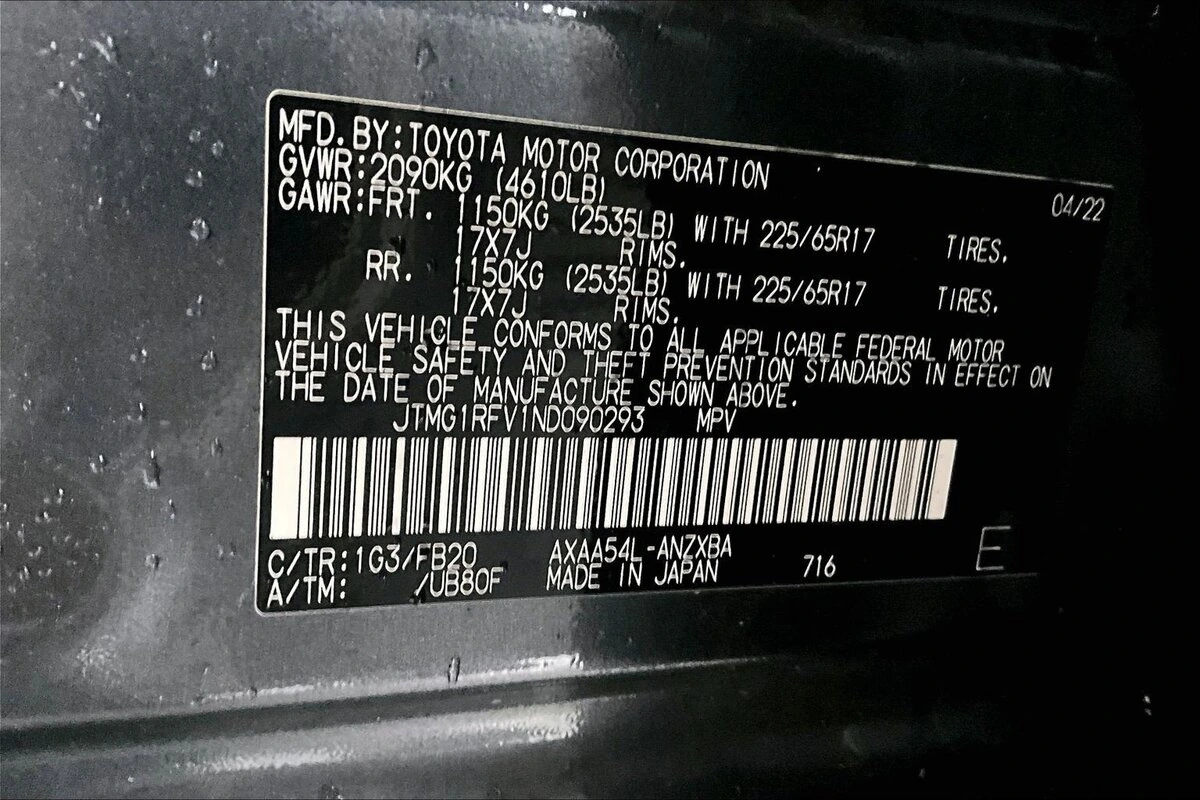 MFD. BY:TOYOTA MOTOR CORPORATION 04/22
GVWR:2090KG (4610LB)
GAWR:FRT. 1150KG (2535LB) WITH 225/65R17 TIRES.
17X7J RIMS.
RR. 1150KG (2535LB) WITH 225/65R17 TIRES.
17X7J RIMS.
THIS VEHICLE CONFORMS TO ALL APPLICABLE FEDERAL MOTOR
VEHICLE SAFETY AND THEFT PREVENTION STANDARDS IN EFFECT ON
THE DATE OF MANUFACTURE SHOWN ABOVE.
JTMG1RFV1ND090293 MPV
C/TR:1G3/FB20 AXAA54L-ANZXBA
A/TM: /UB80F MADE IN JAPAN 716 E